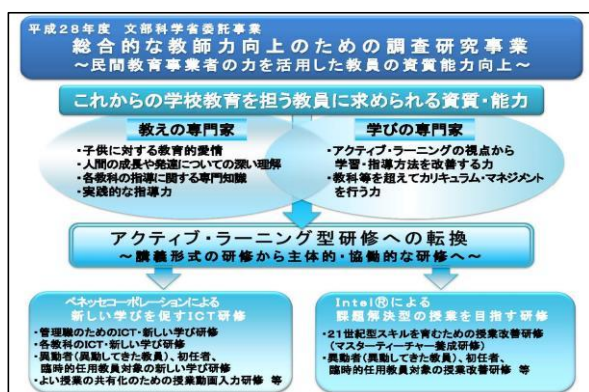 平成28年度 文部科学省委託事業
総合的な教師力向上のための調査研究事業
～民間教育事業者の力を活用した教員の資質能力向上～
これからの学校教育を担う教員に求められる資質・能力
教えの専門家
・子供に対する教育的愛情
・人間の成長や発達についての深い理解
・各教科の指導に関する専門知識
・実践的な指導力
学びの専門家
・アクティブ・ラーニングの視点から
学習・指導方法を改善する力
・教科等を超えてカリキュラム・マネジメント
を行う力
アクティブ・ラーニング型研修への転換
～講義形式の研修から主体的・協働的な研修へ～
ベネッセコーポレーションによる
新しい学びを促すICT研修
・管理職のためのICT・新しい学び研修
・各教科のICT・新しい学び研修
・異動者(異動してきた教員)、初任者、
臨時的任用教員対象の新しい学び研修
・よい授業の共有化のための授業動画入力研修 等
Intel®による
課題解決型の授業を目指す研修
・21世紀型スキルを育むための授業改善研修
(マスターティーチャー養成研修)
・異動者(異動してきた教員)、初任者、
臨時的任用教員対象の授業改善研修 等